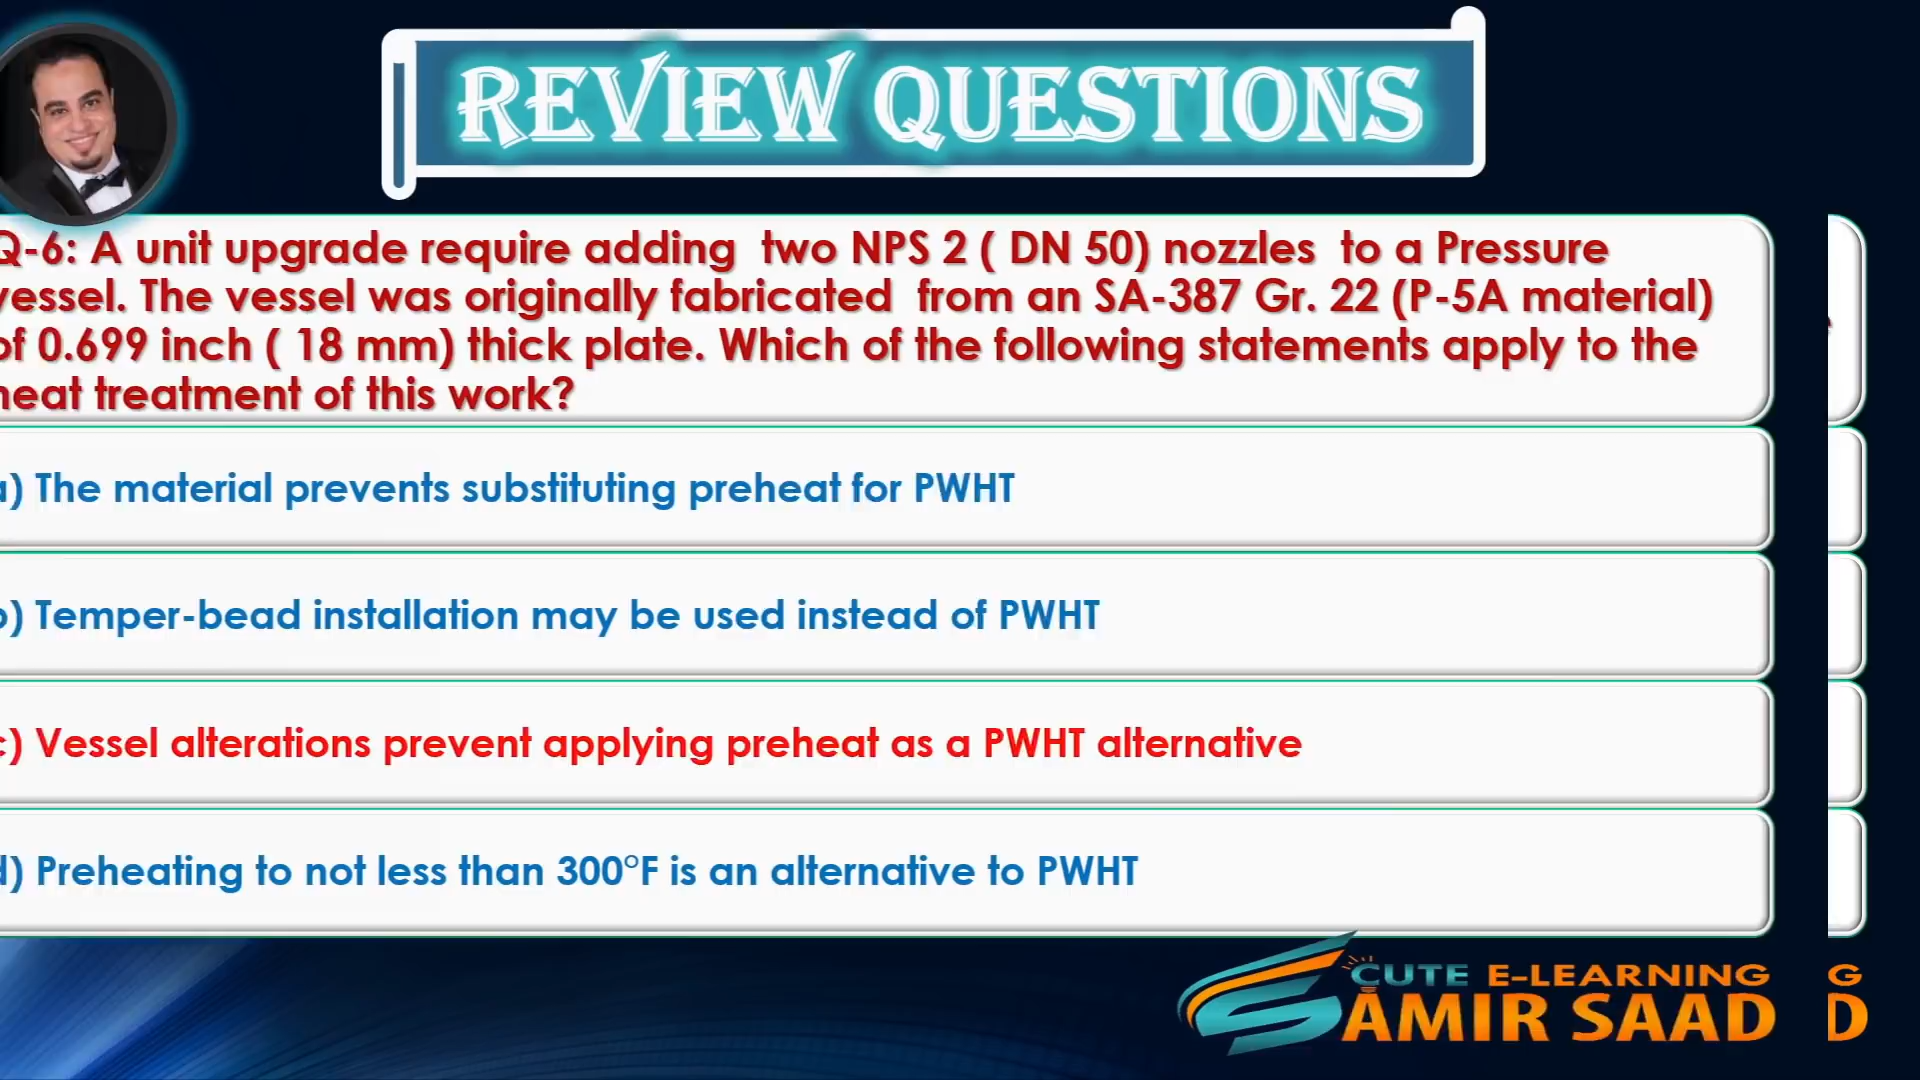 REVIEW QUESTIONS
Q-6: A unit upgrade require adding two NPS 2 ( DN 50) nozzles to a Pressure
vessel. The vessel was originally fabricated from an SA-387 Gr. 22 (P-5A material)
of 0.699 inch ( 18 mm) thick plate. Which of the following statements apply to the
heat treatment of this work?
a) The material prevents substituting preheat for PWHT
b) Temper-bead installation may be used instead of PWHT
c) Vessel alterations prevent applying preheat as a PWHT alternative
d) Preheating to not less than 300°F is an alternative to PWHT
CUTE E-LEARNING G
AMIR SAAD D